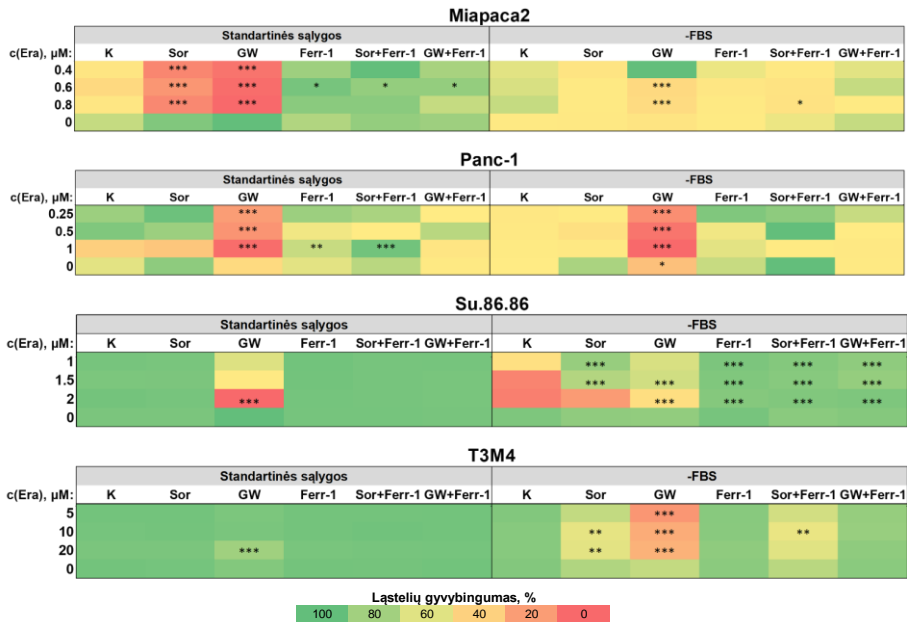 Miapaca2
Standartinės sąlygos -FBS
c(Era), µM: K Sor GW Ferr-1 Sor+Ferr-1 GW+Ferr-1 K Sor GW Ferr-1 Sor+Ferr-1 GW+Ferr-1
0.4 *** ***
0.6 *** *** * * * ***
0.8 *** *** *** *
0
Panc-1
Standartinės sąlygos -FBS
c(Era), µM: K Sor GW Ferr-1 Sor+Ferr-1 GW+Ferr-1 K Sor GW Ferr-1 Sor+Ferr-1 GW+Ferr-1
0.25 *** ***
0.5 *** ***
1 *** ** *** ***
0 *
Su.86.86
Standartinės sąlygos -FBS
c(Era), µM: K Sor GW Ferr-1 Sor+Ferr-1 GW+Ferr-1 K Sor GW Ferr-1 Sor+Ferr-1 GW+Ferr-1
1 *** *** *** ***
1.5 *** *** *** *** ***
2 *** *** *** *** ***
0
T3M4
Standartinės sąlygos -FBS
c(Era), µM: K Sor GW Ferr-1 Sor+Ferr-1 GW+Ferr-1 K Sor GW Ferr-1 Sor+Ferr-1 GW+Ferr-1
5 ***
10 ** *** **
20 *** ** ***
0
Ląstelių gyvybingumas, %
100 80 60 40 20 0